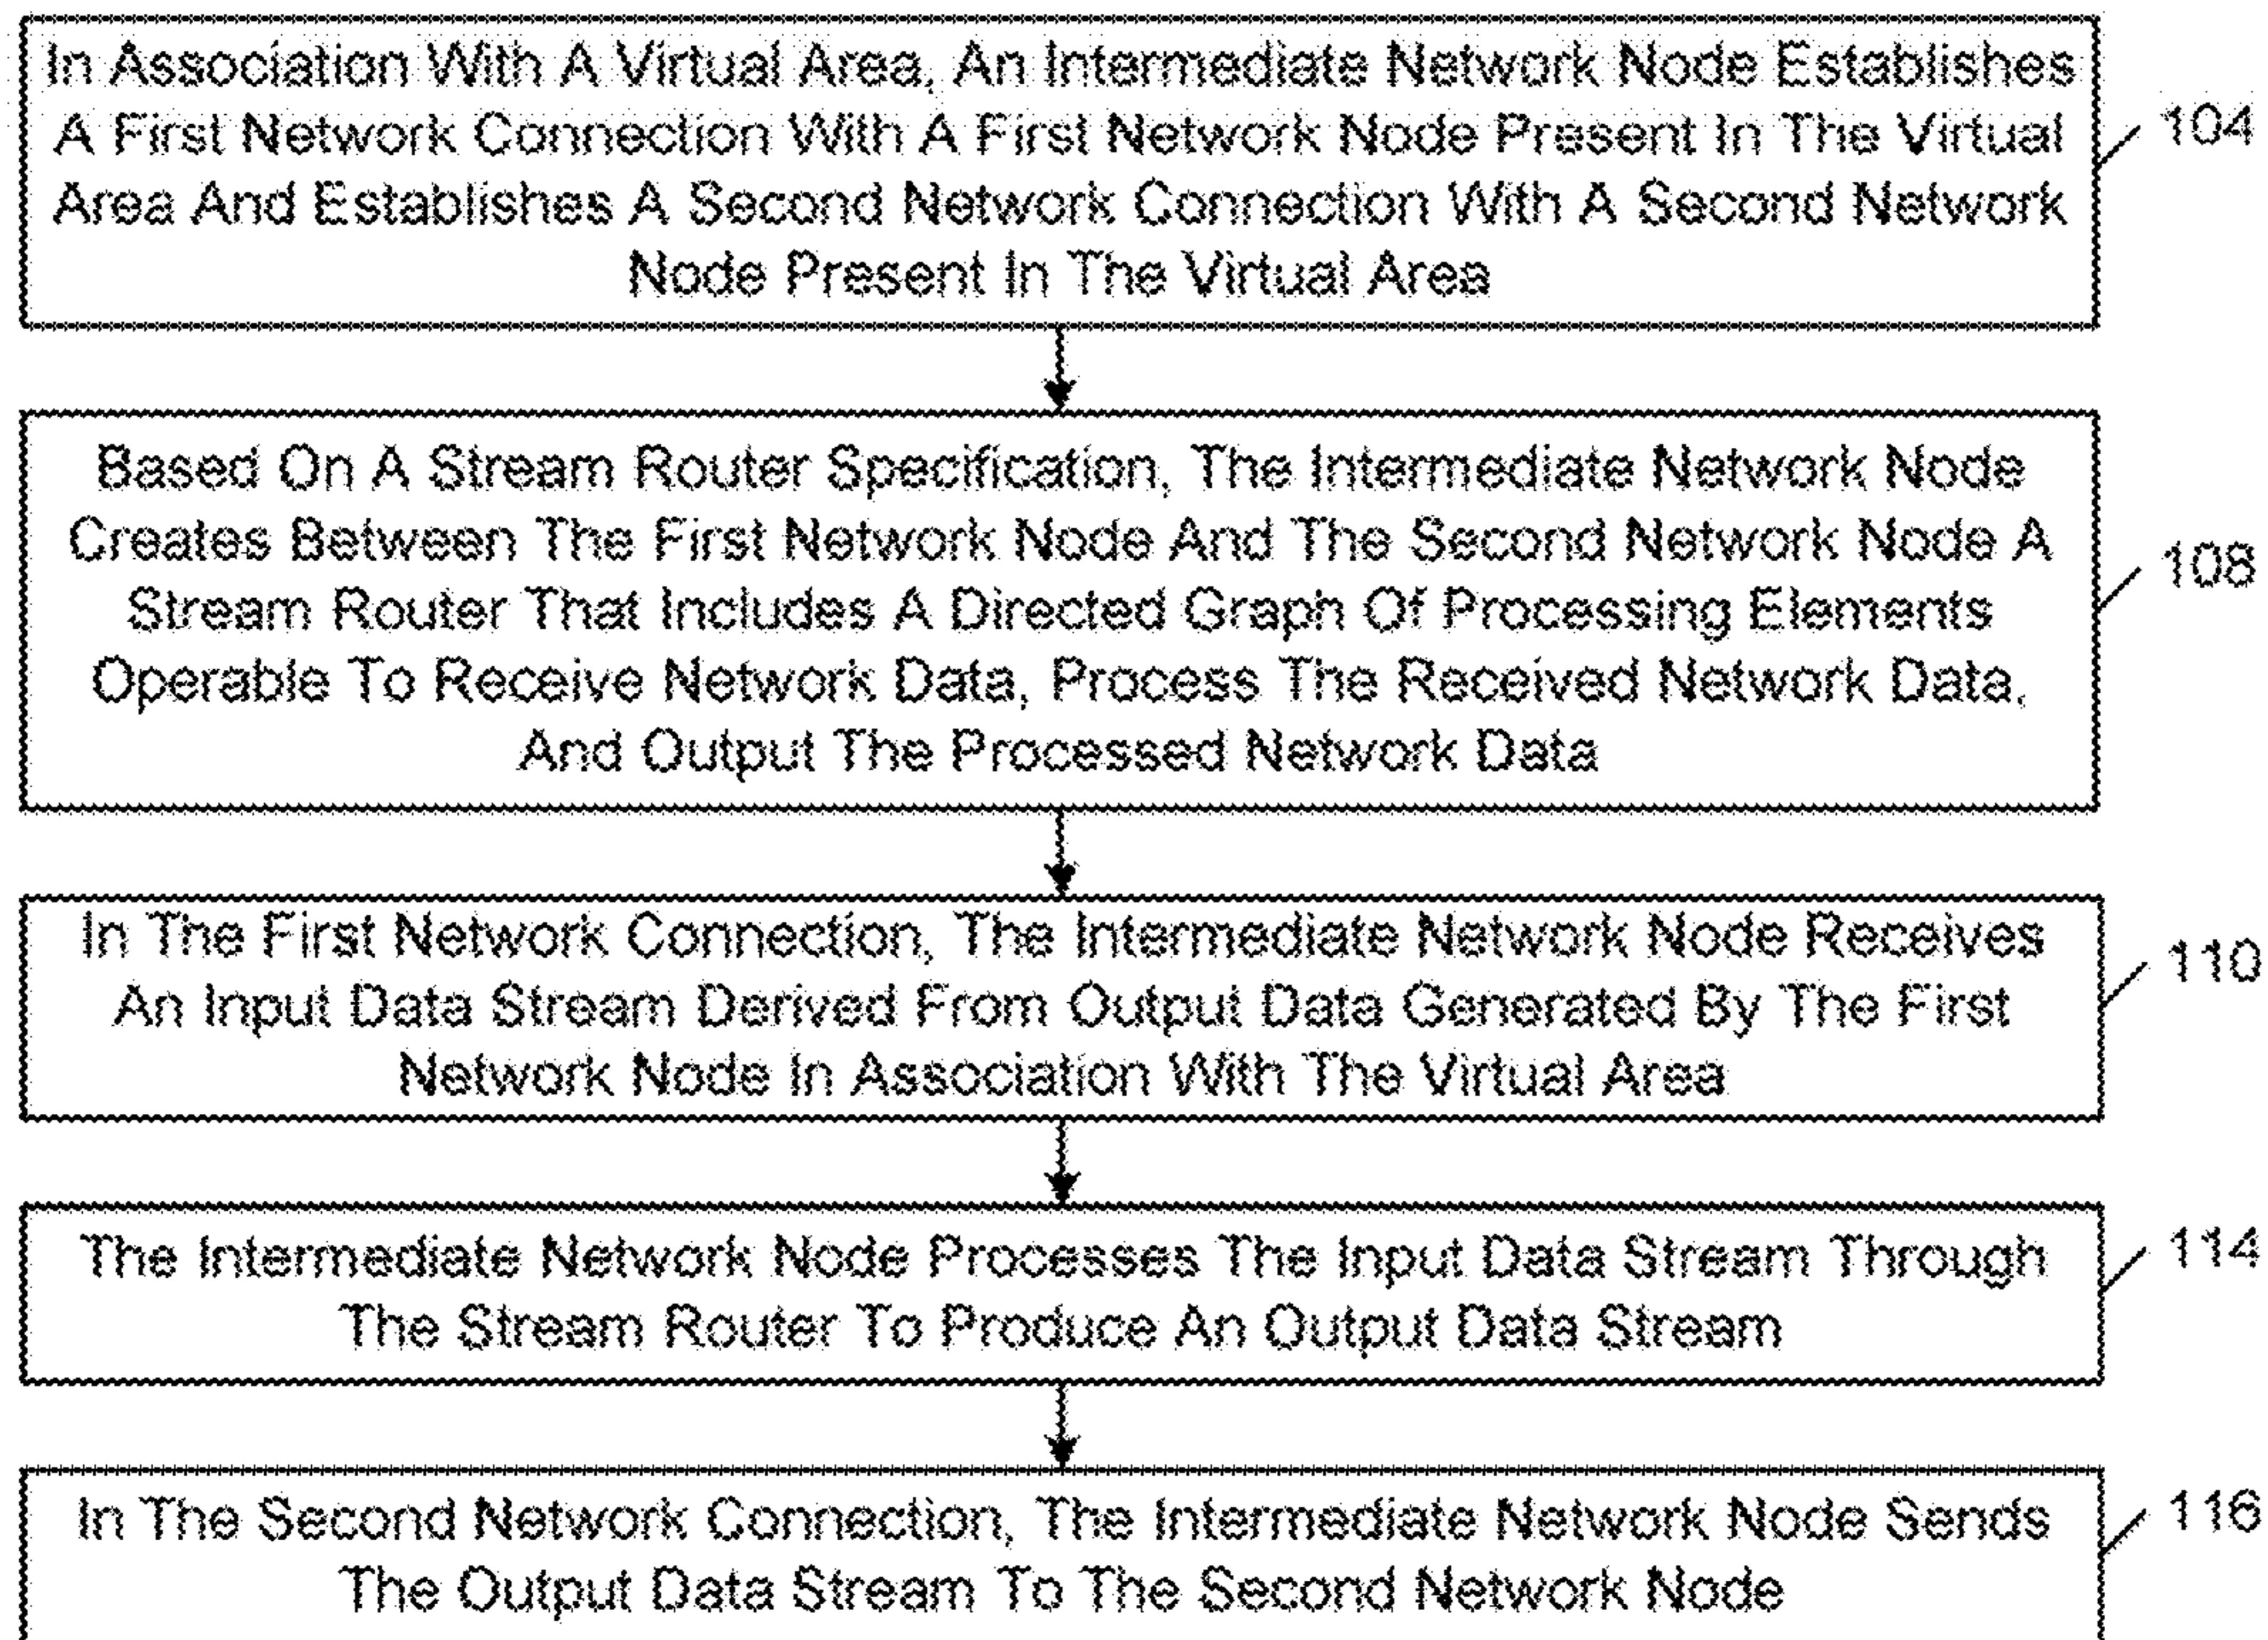 In Association With A Virtual Area, An Intermediate Network Node Establishes
A First Network Connection With A First Network Node Present In The Virtual
Area And Establishes A Second Network Connection With A Second Network
Node Present In The Virtual Area
104
Based On A Stream Router Specification, The Intermediate Network Node
Creates Between The First Network Node And The Second Network Node A
Stream Router That Includes A Directed Graph Of Processing Elements
Operable To Receive Network Data, Process The Received Network Data,
And Output The Processed Network Data
108
In The First Network Connection, The Intermediate Network Node Receives
An Input Data Stream Derived From Output Data Generated By The First
Network Node In Association With The Virtual Area
110
The Intermediate Network Node Processes The Input Data Stream Through
The Stream Router To Produce An Output Data Stream
114
In The Second Network Connection, The Intermediate Network Node Sends
The Output Data Stream To The Second Network Node
116